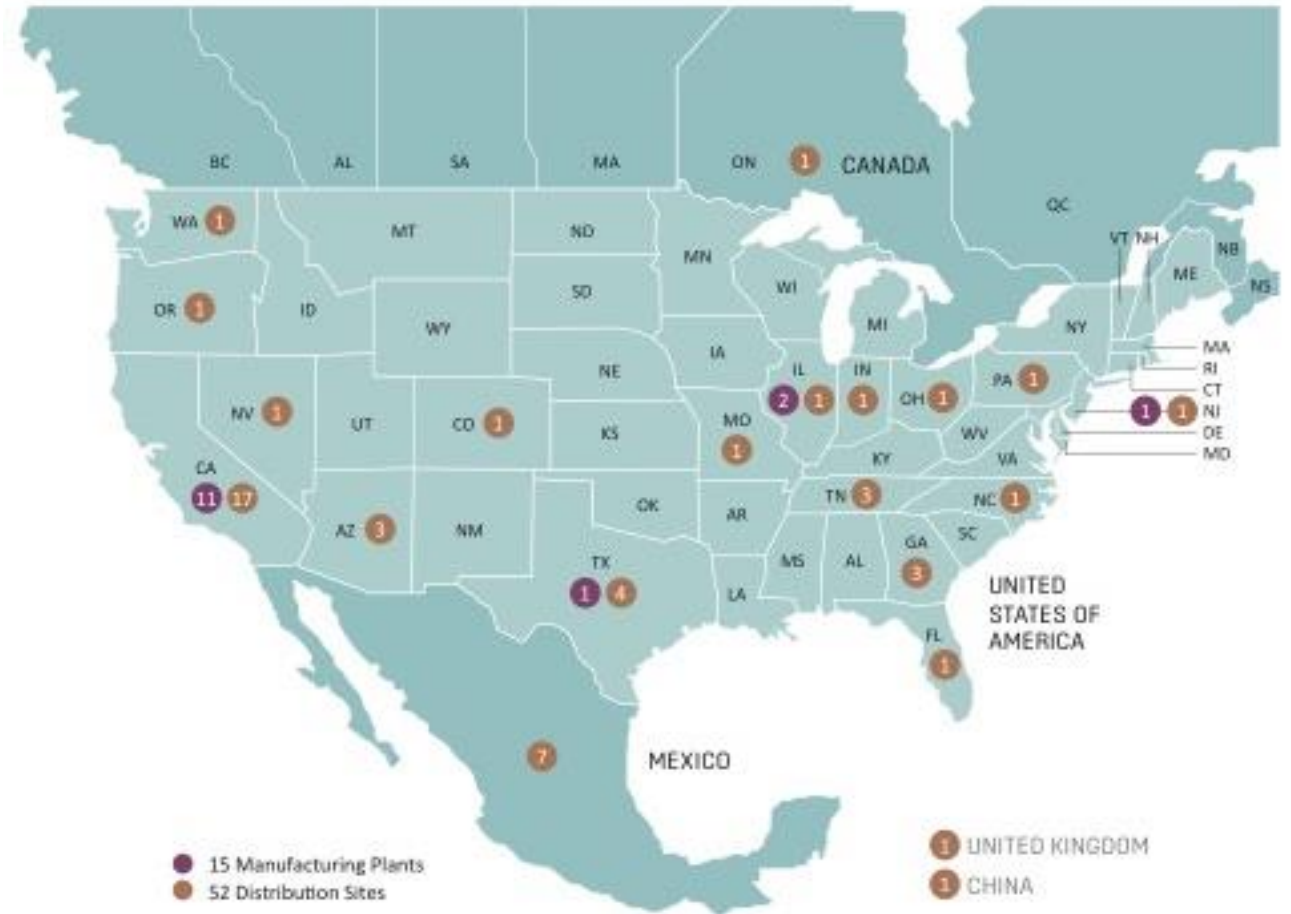 BC AL SA MA ON 1 CANADA
QC
WA 1 MT ND MN VT NH NB
OR 1 ID SD WI ME NS
WY MI NY
MA
IA RI
NE IL IN PA 1 CT
NV 1 UT CO 1 KS MO 2 1 1 OH 1 1 1 NJ
1 WV DE
KY VA MD
CA
11 17 TN 3 NC 1
AZ 3 NM OK AR SC
MS AL GA
TX 3
1 4 LA UNITED
STATES OF
FL AMERICA
1
7 MEXICO
15 Manufacturing Plants
52 Distribution Sites
1 UNITED KINGDOM
1 CHINA